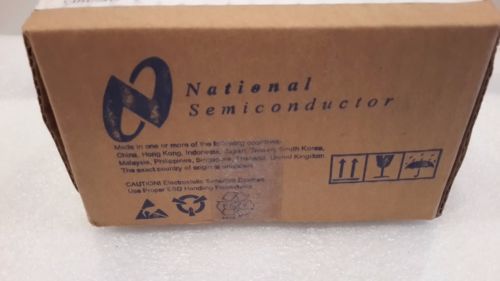 National
Semiconductor
Made in one or more of the following countries:
China, Hong Kong, Indonesia, Japan, Taiwan, South Korea,
Malaysia, Philippines, Singapore, Thailand, United Kingdom
The exact country of origin is
CAUTION! Electrostatic Sensitive Devices
Use Proper ESD Handling Procedures